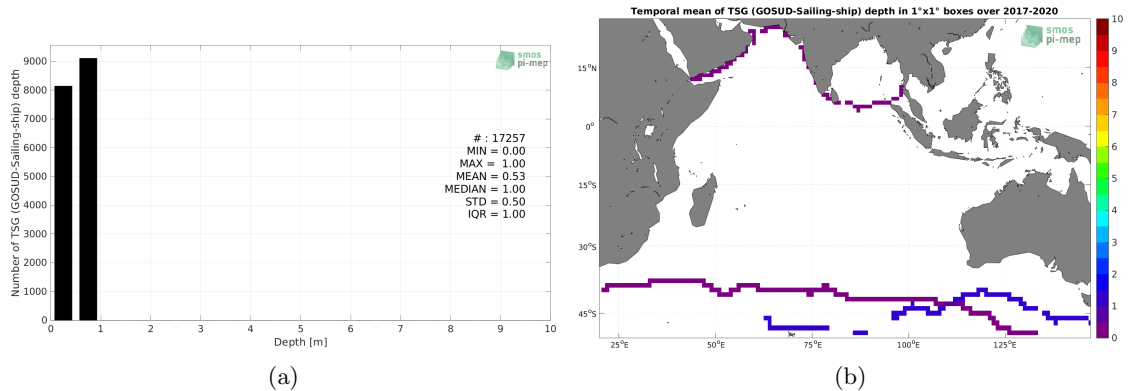 Number of TSG (GOSUD-Sailing-ship) depth
9000
8000
7000
6000
5000
4000
3000
2000
1000
0
smos
pi-mep
# : 17257
MIN = 0.00
MAX = 1.00
MEAN = 0.53
MEDIAN = 1.00
STD = 0.50
IQR = 1.00
0 1 2 3 4 5 6 7 8 9 10
Depth [m]
(a)
Temporal mean of TSG (GOSUD-Sailing-ship) depth in 1°x1° boxes over 2017-2020
smos
pi-mep
15°N
0°
15°S
30°S
45°S
25°E 50°E 75°E 100°E 125°E
10
9
8
7
6
5
4
3
2
1
0
(b)